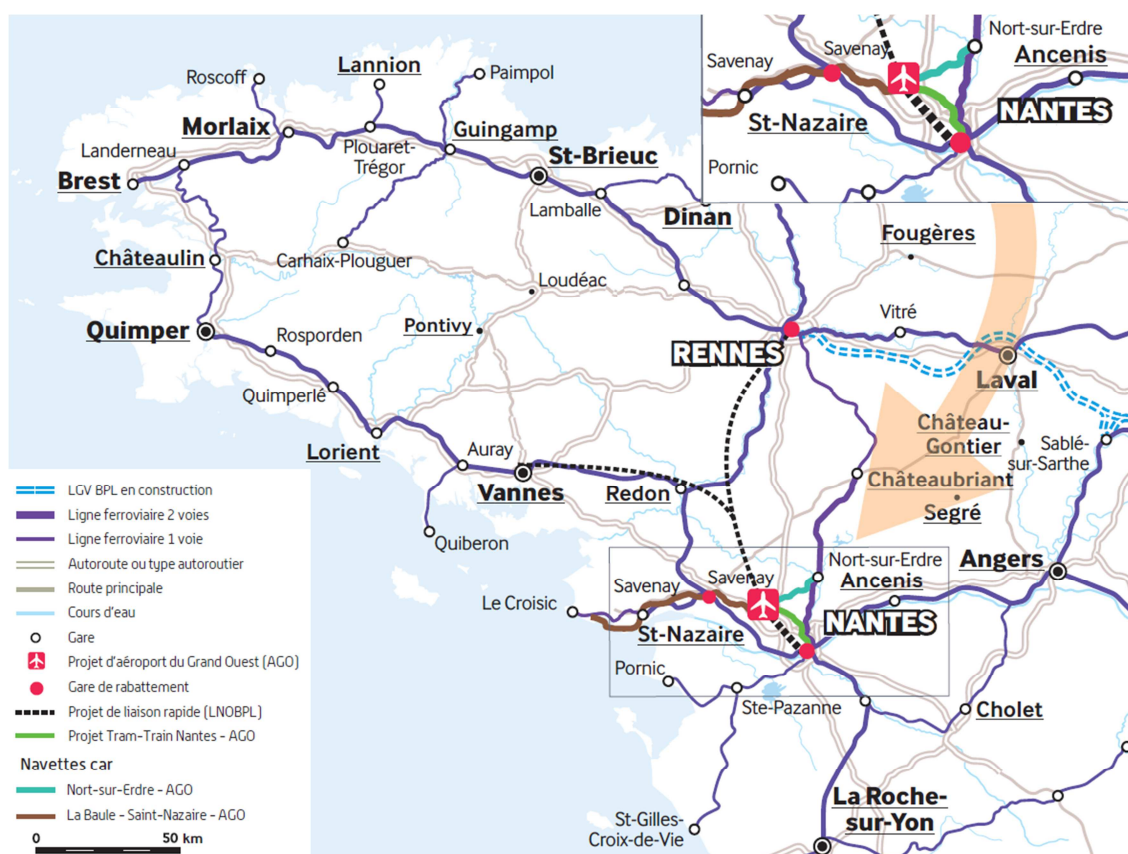 Roscoff
Lannion
Paimpol
Morlaix
Guingamp
Landerneau
Plouaret-
Trégor
St-Brieuc
Brest
Lamballe
Dinan
Châteaulin
Carhaix-Plouguer
Loudéac
Fougères
Quimper
Rosporden
Pontivy
Vitré
RENNES
Laval
Quimperlé
Château-
Gontier
Sablé-
sur-Sarthe
Lorient
Auray
Vannes
Redon
Châteaubriant
Segré
Quiberon
Nort-sur-Erdre
Ancenis
Angers
Savenay
Savenay
Le Croisic
St-Nazaire
NANTES
Pornic
Ste-Pazanne
Cholet
St-Gilles-
Croix-de-Vie
La Roche-
sur-Yon
Nort-sur-Erdre
Savenay
Ancenis
Savenay
NANTES
St-Nazaire
Pornic
LGV BPL en construction
Ligne ferroviaire 2 voies
Ligne ferroviaire 1 voie
Autoroute ou type autoroutier
Route principale
Cours d'eau
Gare
Projet d'aéroport du Grand Ouest (AGO)
Gare de rabattement
Projet de liaison rapide (LNOBPL)
Projet Tram-Train Nantes - AGO
Navettes car
Nort-sur-Erdre - AGO
La Baule - Saint-Nazaire - AGO
0 50 km